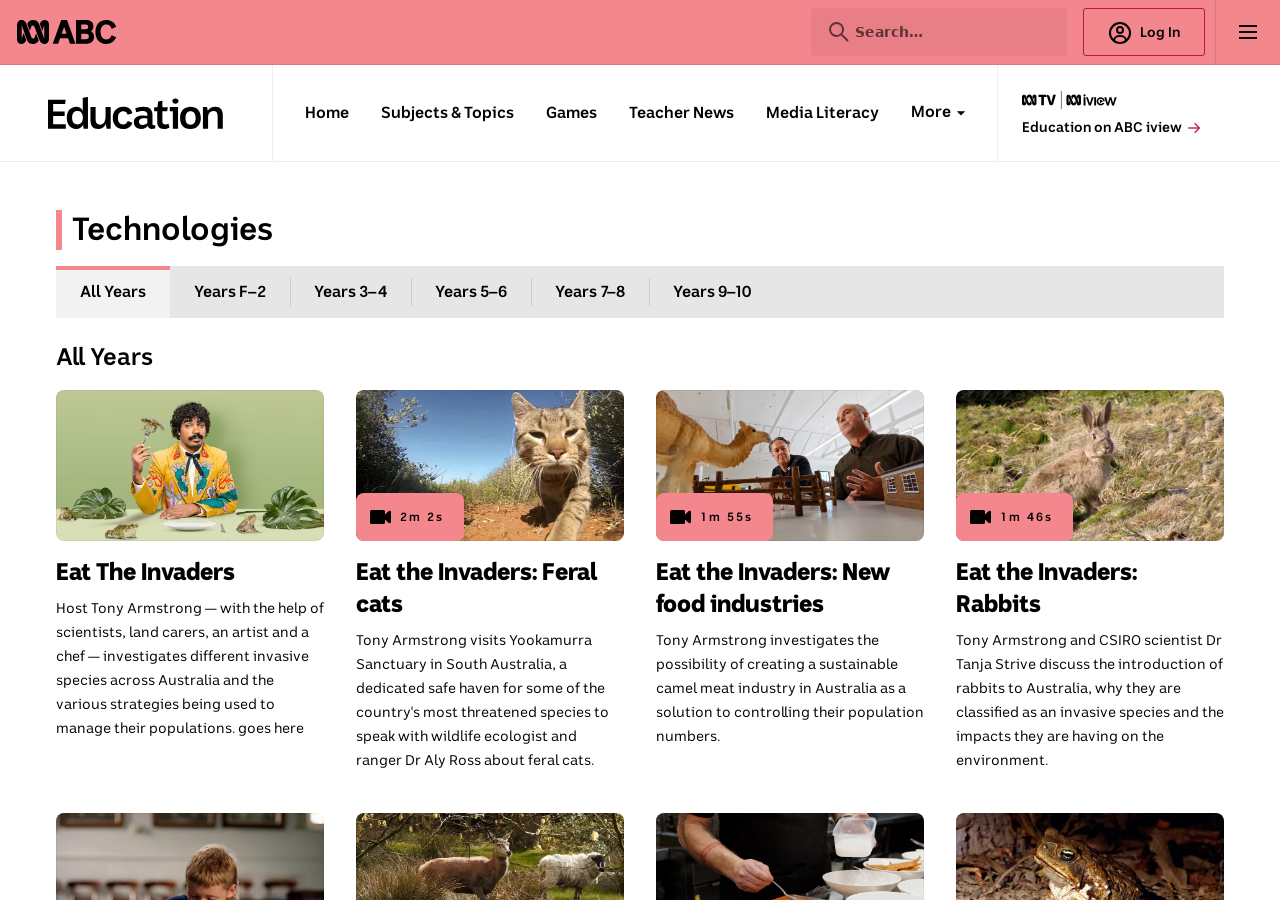 ABC
Search...
Log In
Education
Home
Subjects & Topics
Games
Teacher News
Media Literacy
More
TV | iview
Education on ABC iview
Technologies
All Years
Years F–2
Years 3–4
Years 5–6
Years 7–8
Years 9–10
All Years
Eat The Invaders
Host Tony Armstrong — with the help of
scientists, land carers, an artist and a
chef — investigates different invasive
species across Australia and the
various strategies being used to
manage their populations. goes here
2m 2s
Eat the Invaders: Feral
cats
Tony Armstrong visits Yookamurra
Sanctuary in South Australia, a
dedicated safe haven for some of the
country's most threatened species to
speak with wildlife ecologist and
ranger Dr Aly Ross about feral cats.
1m 55s
Eat the Invaders: New
food industries
Tony Armstrong investigates the
possibility of creating a sustainable
camel meat industry in Australia as a
solution to controlling their population
numbers.
1m 46s
Eat the Invaders:
Rabbits
Tony Armstrong and CSIRO scientist Dr
Tanja Strive discuss the introduction of
rabbits to Australia, why they are
classified as an invasive species and the
impacts they are having on the
environment.